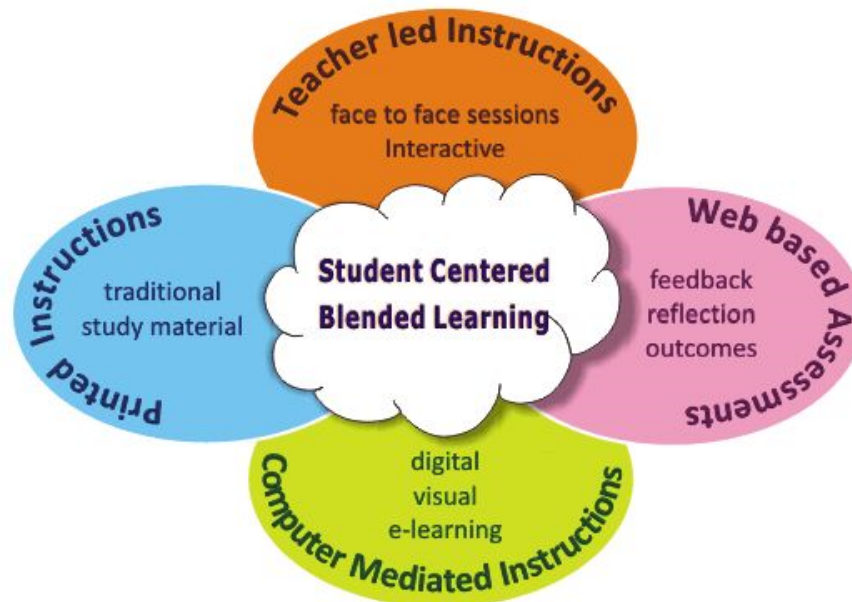 Teacher led Instructions
face to face sessions
Interactive
Printed Instructions
traditional
study material
Student Centered
Blended Learning
Web based Assessments
feedback
reflection
outcomes
digital
visual
e-learning
Computer Mediated Instructions